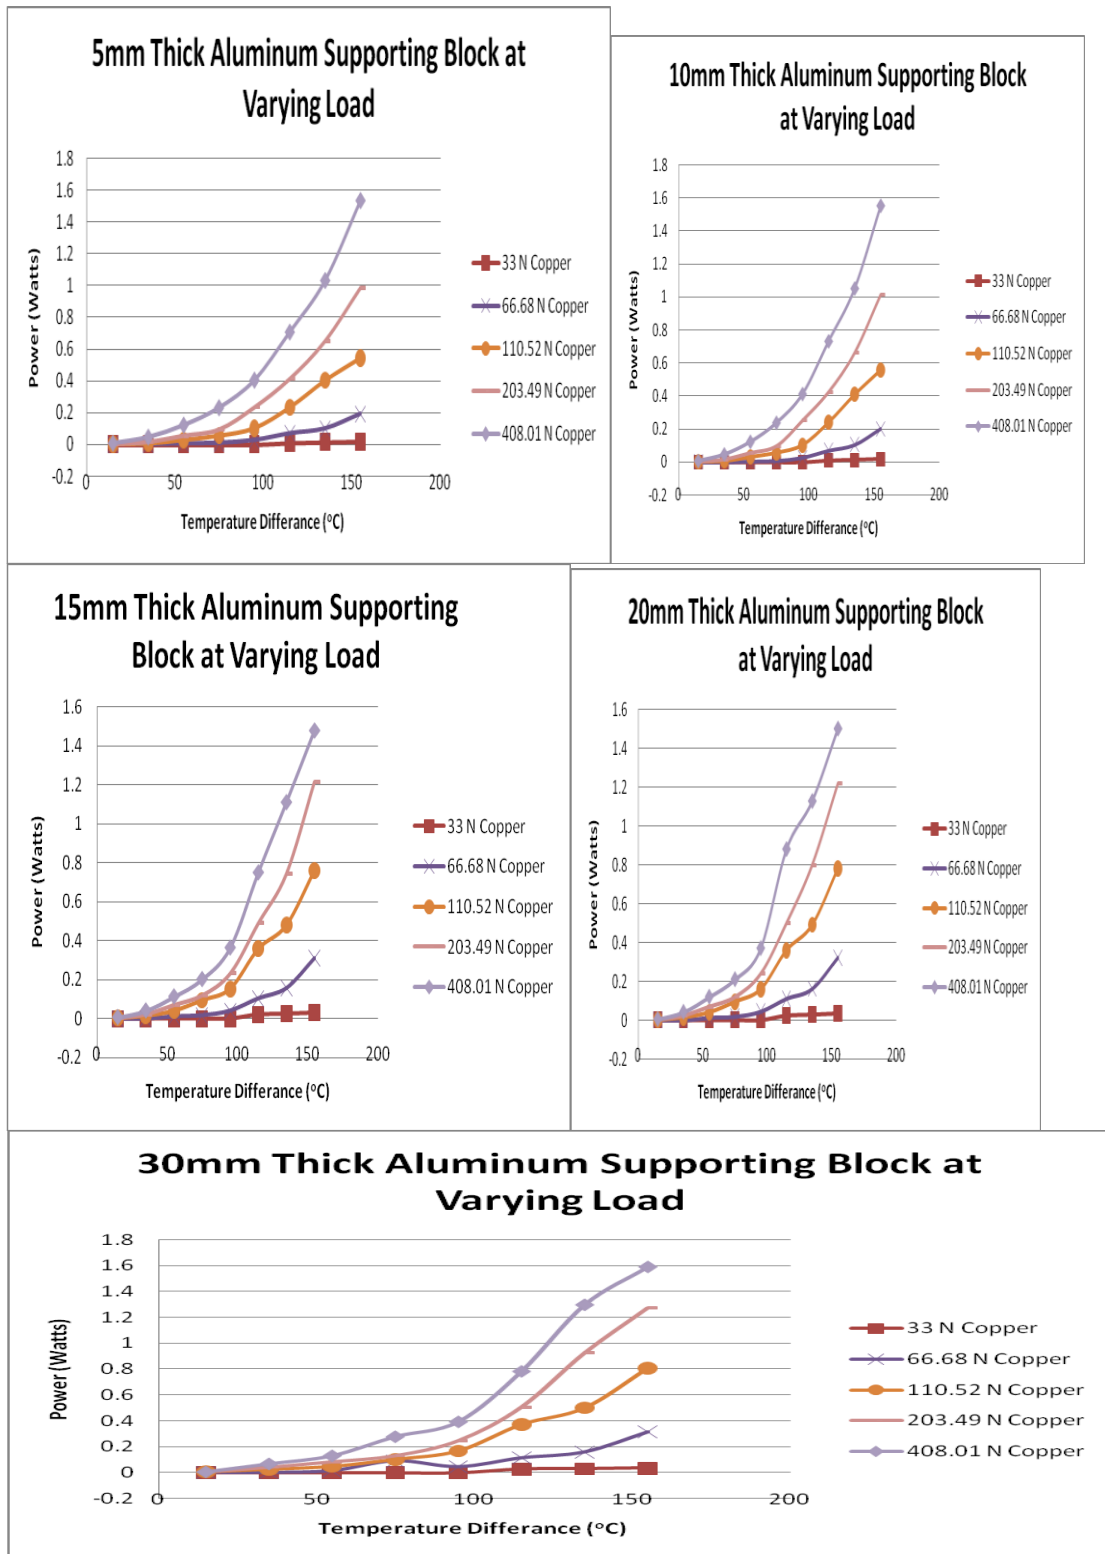 5mm Thick Aluminum Supporting Block at
Varying Load
1.8
1.6
1.4
1.2
1
0.8
0.6
0.4
0.2
0
-0.2
Power (Watts)
0
50
100
150
200
Temperature Differance (°C)
33 N Copper
66.68 N Copper
110.52 N Copper
203.49 N Copper
408.01 N Copper
10mm Thick Aluminum Supporting Block
at Varying Load
1.8
1.6
1.4
1.2
1
0.8
0.6
0.4
0.2
0
-0.2
Power (Watts)
0
50
100
150
200
Temperature Differance (°C)
33 N Copper
66.68 N Copper
110.52 N Copper
203.49 N Copper
408.01 N Copper
15mm Thick Aluminum Supporting
Block at Varying Load
1.6
1.4
1.2
1
0.8
0.6
0.4
0.2
0
-0.2
Power (Watts)
0
50
100
150
200
Temperature Differance (°C)
33 N Copper
66.68 N Copper
110.52 N Copper
203.49 N Copper
408.01 N Copper
20mm Thick Aluminum Supporting Block
at Varying Load
1.6
1.4
1.2
1
0.8
0.6
0.4
0.2
0
-0.2
Power (Watts)
0
50
100
150
200
Temperature Differance (°C)
33 N Copper
66.68 N Copper
110.52 N Copper
203.49 N Copper
408.01 N Copper
30mm Thick Aluminum Supporting Block at
Varying Load
1.8
1.6
1.4
1.2
1
0.8
0.6
0.4
0.2
0
-0.2
Power (Watts)
0
50
100
150
200
Temperature Differance (°C)
33 N Copper
66.68 N Copper
110.52 N Copper
203.49 N Copper
408.01 N Copper